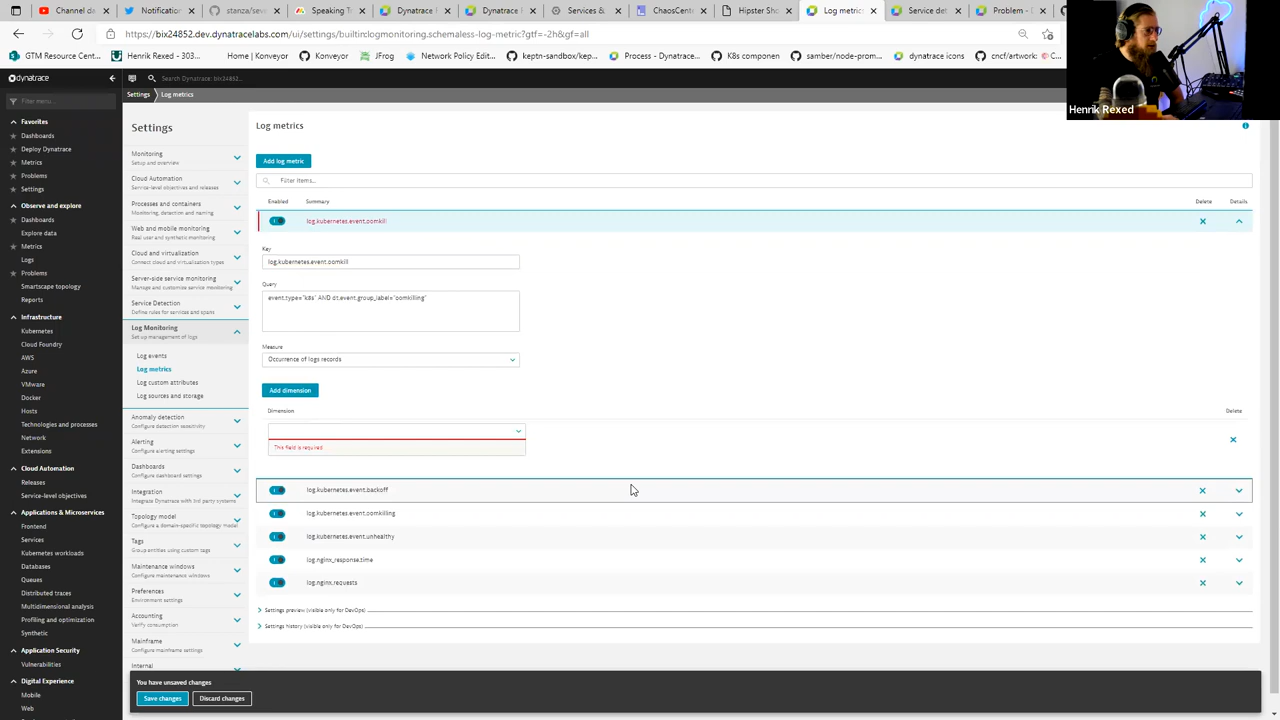 Channel da
Notification
stanza/ot
Speaking T
Dynatrace
Dynatrace
Services &
ChaosCent
Post Schedu
Log metri
Service det
Problem - D
https://bix24852.dev.dynatracelabs.com/ui/settings/builtin:logmonitoring.schemaless-log-metric?gtf=-2h&gf=all
GTM Resource Cent...
Henrik Rexed - 303...
Home | Konveyor
Konveyor
JFrog
Network Policy Edit...
keptn-sandbox/kep...
Process - Dynatrac...
K8s componen
samber/node-prom...
dynatrace icons
cncf/artwork:
Henrik Rexed
dynatrace
Search Dynatrace: bix24852...
Filter menu...
Settings
Log metrics
Favorites
Dashboards
Deploy Dynatrace
Metrics
Problems
Settings
Observe and explore
Dashboards
Explore data
Metrics
Logs
Problems
Smartscape topology
Reports
Infrastructure
Kubernetes
Cloud Foundry
AWS
Azure
VMware
Docker
Hosts
Technologies and processes
Network
Extensions
Cloud Automation
Releases
Service-level objectives
Applications & Microservices
Frontend
Services
Kubernetes workloads
Databases
Queues
Distributed traces
Multidimensional analysis
Profiling and optimization
Synthetic
Application Security
Vulnerabilities
Digital Experience
Mobile
Web
Settings
Monitoring
Setup and overview
Cloud Automation
Service-level objectives and releases
Processes and containers
Monitoring, detection and naming
Web and mobile monitoring
Real user and synthetic monitoring
Cloud and virtualization
Connect cloud and virtualization types
Server-side service monitoring
Manage and customize service monitoring
Service Detection
Define rules for services and spans
Log Monitoring
Set up management of logs
Log events
Log metrics
Log custom attributes
Log sources and storage
Anomaly detection
Configure detection sensitivity
Alerting
Configure alerting settings
Dashboards
Configure dashboard settings
Integration
Integrate Dynatrace with 3rd party systems
Topology model
Configure a domain-specific topology model
Tags
Group entities using custom tags
Maintenance windows
Configure maintenance windows
Preferences
Environment settings
Accounting
Verify consumption
Mainframe
Configure mainframe settings
Internal
Log metrics
Add log metric
Filter items...
Enabled
Summary
Delete
Details
log.kubernetes.event.oomkill
Key
log.kubernetes.event.oomkill
Query
event.type="k8s" AND dt.event.group_label="oomkilling"
Measure
Occurrence of logs records
Add dimension
Dimension
Delete
This field is required
log.kubernetes.event.backoff
log.kubernetes.event.oomkilling
log.kubernetes.event.unhealthy
log.nginx_response.time
log.nginx.requests
Settings preview (visible only for DevOps)
Settings history (visible only for DevOps)
You have unsaved changes
Save changes
Discard changes